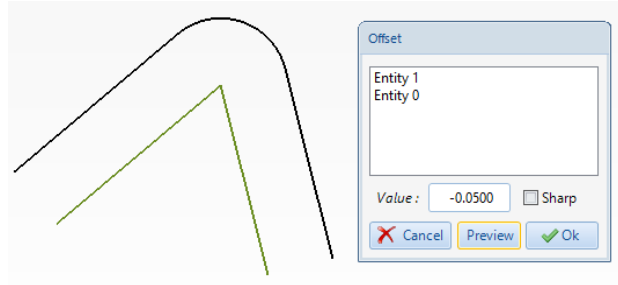 Offset
Entity 1
Entity 0
Value : -0.0500 Sharp
Cancel Preview Ok